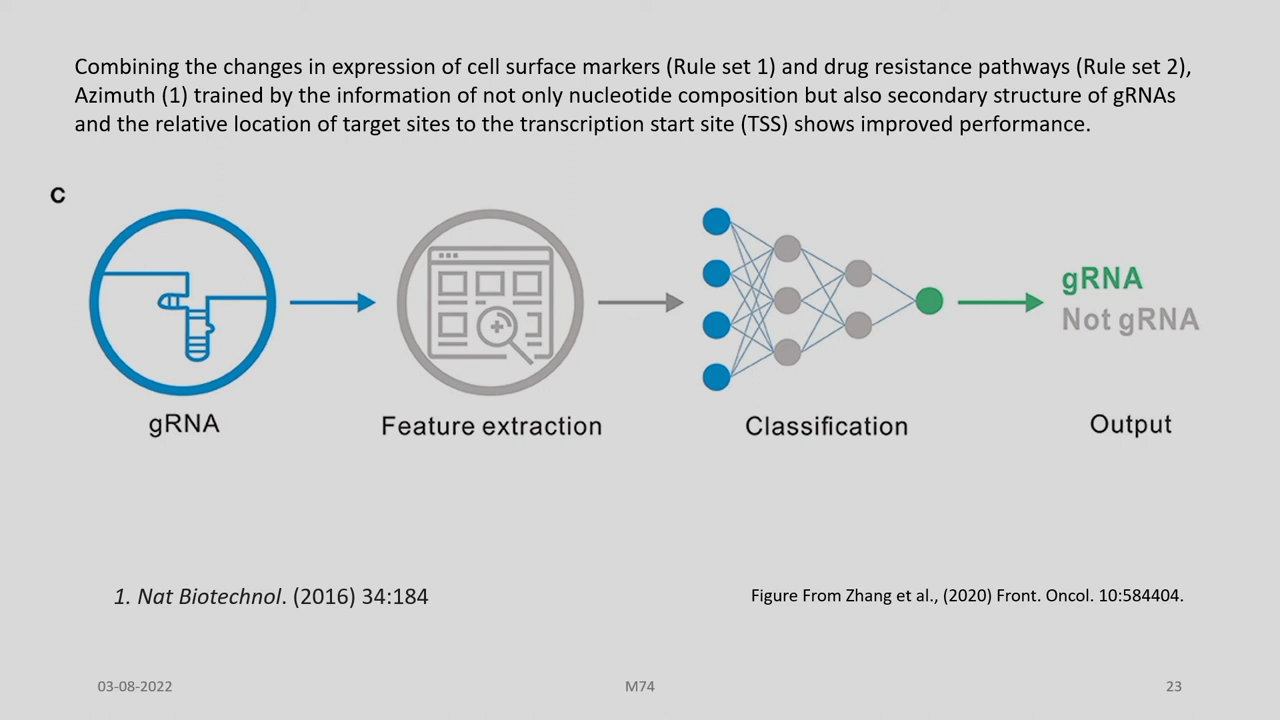 Combining the changes in expression of cell surface markers (Rule set 1) and drug resistance pathways (Rule set 2),
Azimuth (1) trained by the information of not only nucleotide composition but also secondary structure of gRNAs
and the relative location of target sites to the transcription start site (TSS) shows improved performance.
C
gRNA
Not gRNA
gRNA
Feature extraction
Classification
Output
1. Nat Biotechnol. (2016) 34:184
Figure From Zhang et al., (2020) Front. Oncol. 10:584404.
03-08-2022
M74
23